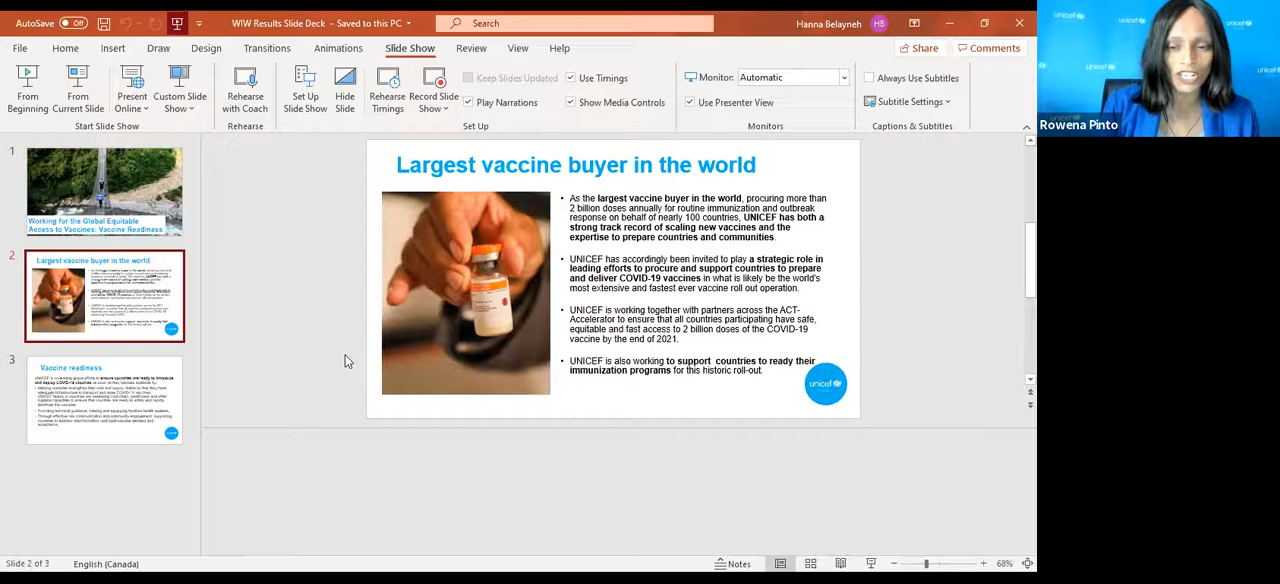 AutoSave Off
WIW Results Slide Deck - Saved to this PC
Search
Hanna Belayneh HB
File Home Insert Draw Design Transitions Animations Slide Show Review View Help
Share Comments
From Beginning
From Current Slide
Present Online
Custom Slide Show
Rehearse with Coach
Set Up Slide Show
Hide Slide
Rehearse Timings
Record Slide Show
Keep Slides Updated
Play Narrations
Use Timings
Show Media Controls
Monitor: Automatic
Use Presenter View
Always Use Subtitles
Subtitle Settings
Start Slide Show
Rehearse
Set Up
Monitors
Captions & Subtitles
unicef
unicef
unicef
unicef
unicef
unicef
Rowena Pinto
1
Working for the Global Equitable
Access to Vaccines: Vaccine Readiness
2
Largest vaccine buyer in the world
3
Vaccine readiness
Largest vaccine buyer in the world
• As the largest vaccine buyer in the world, procuring more than
2 billion doses annually for routine immunization and outbreak
response on behalf of nearly 100 countries, UNICEF has both a
strong track record of scaling new vaccines and the
expertise to prepare countries and communities.
• UNICEF has accordingly been invited to play a strategic role in
leading efforts to procure and support countries to prepare
and deliver COVID-19 vaccines in what is likely be the world's
most extensive and fastest ever vaccine roll out operation.
• UNICEF is working together with partners across the ACT-
Accelerator to ensure that all countries participating have safe,
equitable and fast access to 2 billion doses of the COVID-19
vaccine by the end of 2021.
• UNICEF is also working to support countries to ready their
immunization programs for this historic roll-out.
unicef
Slide 2 of 3
English (Canada)
Notes
68%